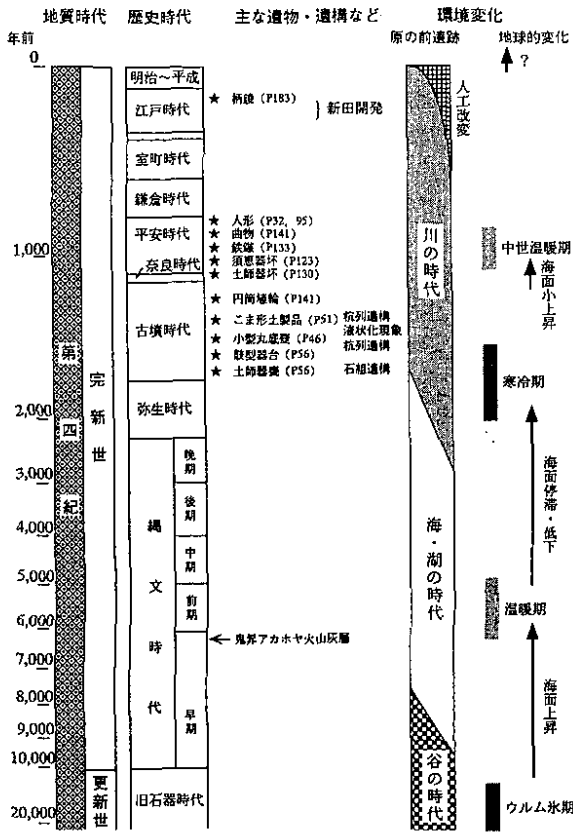 地質時代 歴史時代 主な遺物・遺構など 環境変化
年前 原の前遺跡 地球的変化
0
?
明治〜平成
江戸時代
★ 柄鏡 (P183)
新田開発
人工改変
室町時代
鎌倉時代
平安時代
★ 人形 (P32, 95)
★ 曲物 (P141)
★ 鉄鏃 (P133)
★ 須恵器坏 (P123)
★ 土師器坏 (P130)
1,000
奈良時代
川の時代
中世温暖期
海面小上昇
古墳時代
★ 円筒埴輪 (P141)
★ こま形土製品 (P51) 杭列遺構
液状化現象
★ 小型丸底壺 (P46) 杭列遺構
★ 鼓型器台 (P56)
★ 土師器甕 (P56) 石組遺構
第四紀
完新世
寒冷期
弥生時代
2,000
縄文時代
晩期
3,000
後期
4,000
中期
海・湖の時代
海面停滞・低下
5,000
前期
温暖期
6,000
鬼界アカホヤ火山灰層
7,000
早期
8,000
海面上昇
9,000
10,000
更新世
旧石器時代
谷の時代
ウルム氷期
20,000